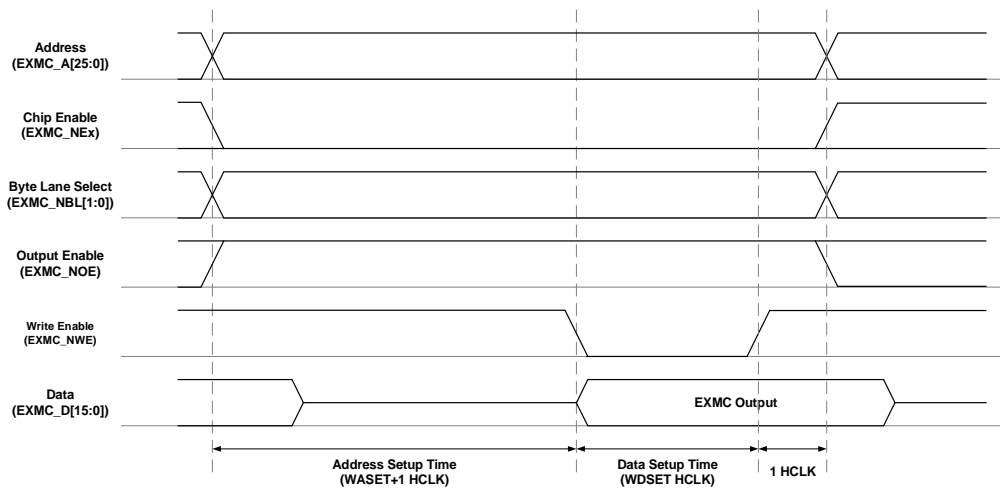 Address
(EXMC_A[25:0])
Chip Enable
(EXMC_NEx)
Byte Lane Select
(EXMC_NBL[1:0])
Output Enable
(EXMC_NOE)
Write Enable
(EXMC_NWE)
Data
(EXMC_D[15:0])
EXMC Output
Address Setup Time
(WASET+1 HCLK)
Data Setup Time
(WDSET HCLK)
1 HCLK